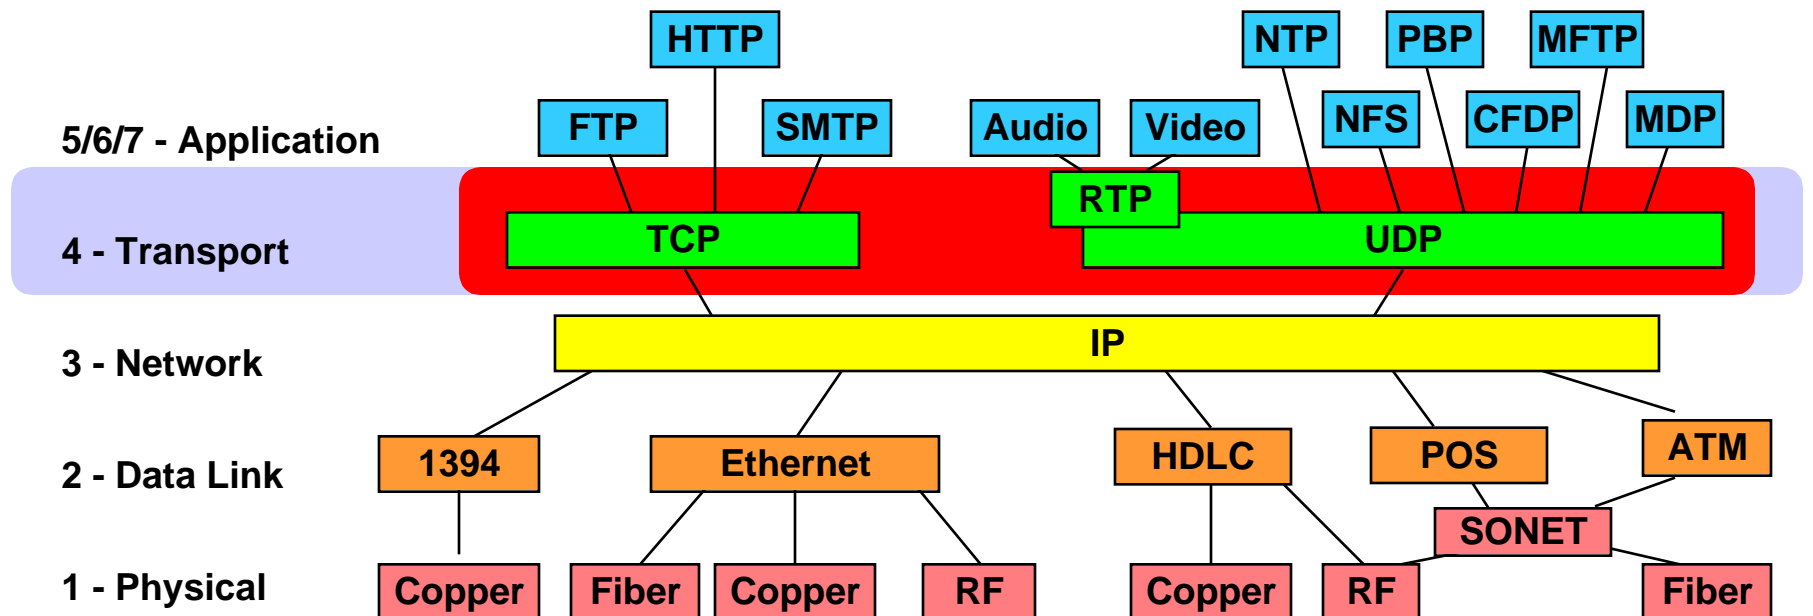 HTTP
NTP
PBP
MFTP
5/6/7 - Application
FTP
SMTP
Audio
Video
NFS
CFDP
MDP
RTP
4 - Transport
TCP
UDP
IP
3 - Network
2 - Data Link
1394
Ethernet
HDLC
POS
ATM
SONET
1 - Physical
Copper
Fiber
Copper
RF
Copper
RF
Fiber